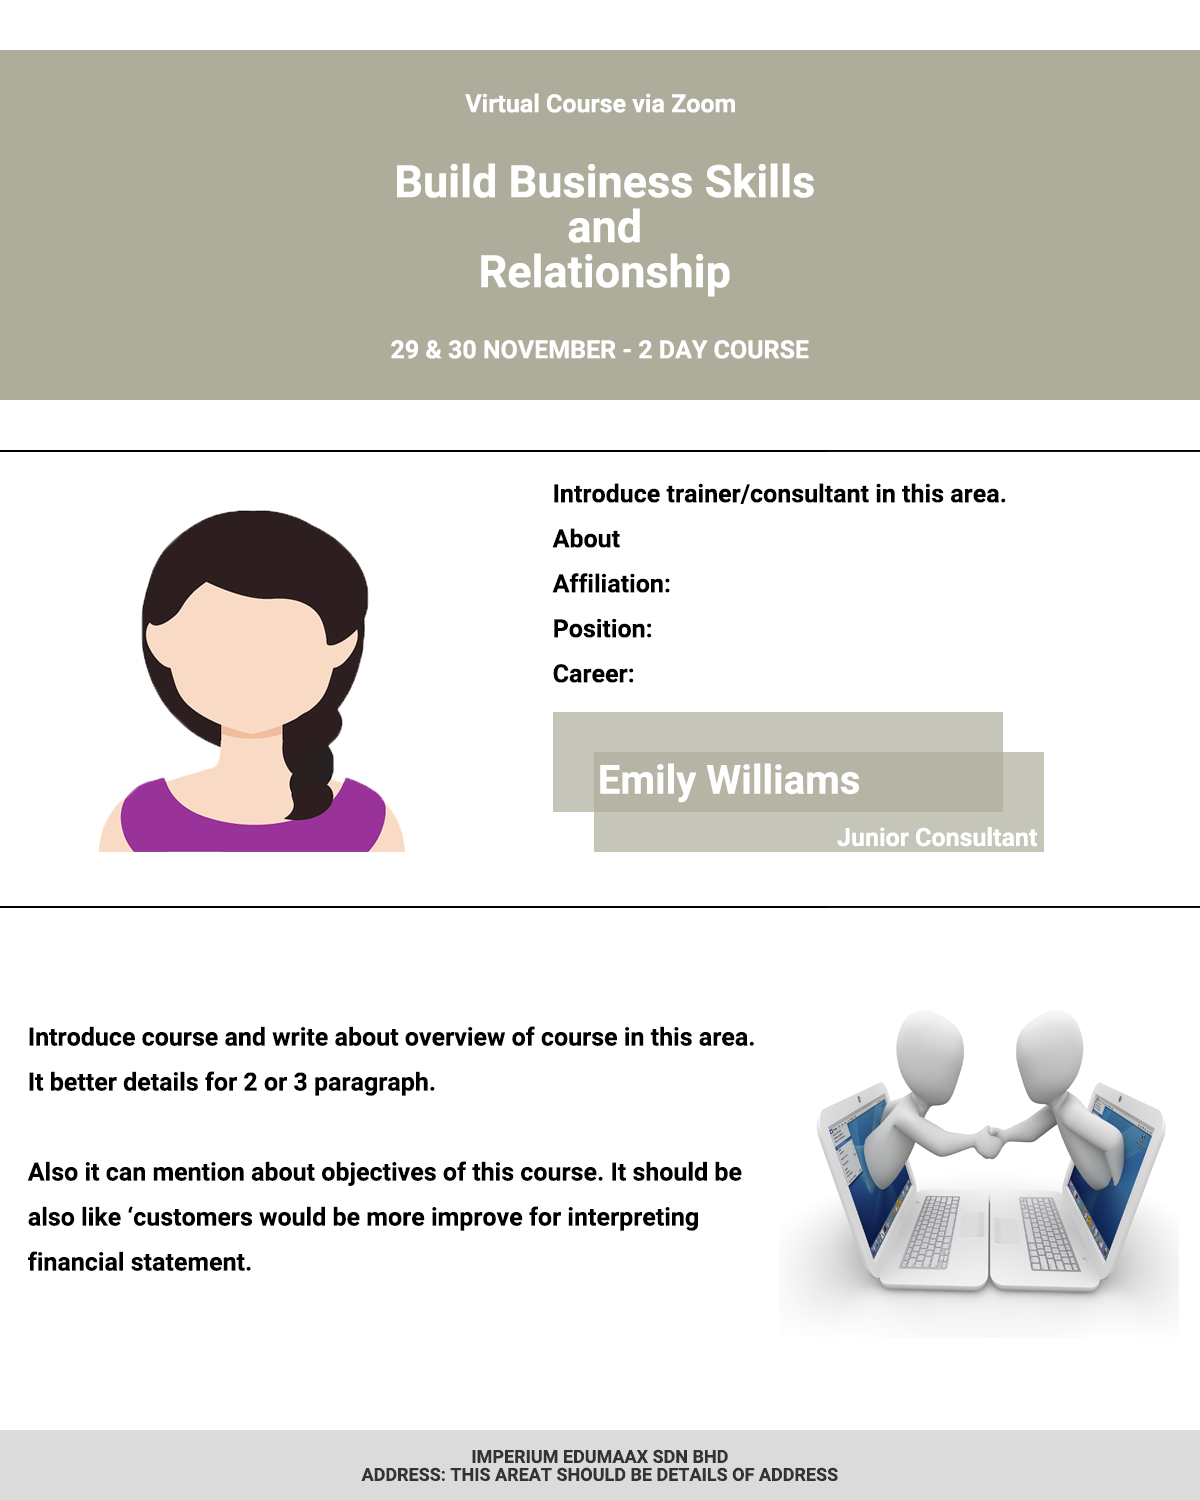 Virtual Course via Zoom
Build Business Skills
and
Relationship
29 & 30 NOVEMBER - 2 DAY COURSE
Introduce trainer/consultant in this area.
About
Affiliation:
Position:
Career:
Emily Williams
Junior Consultant
Introduce course and write about overview of course in this area.
It better details for 2 or 3 paragraph.
Also it can mention about objectives of this course. It should be
also like ‘customers would be more improve for interpreting
financial statement.
IMPERIUM EDUMAAX SDN BHD
ADDRESS: THIS AREAT SHOULD BE DETAILS OF ADDRESS